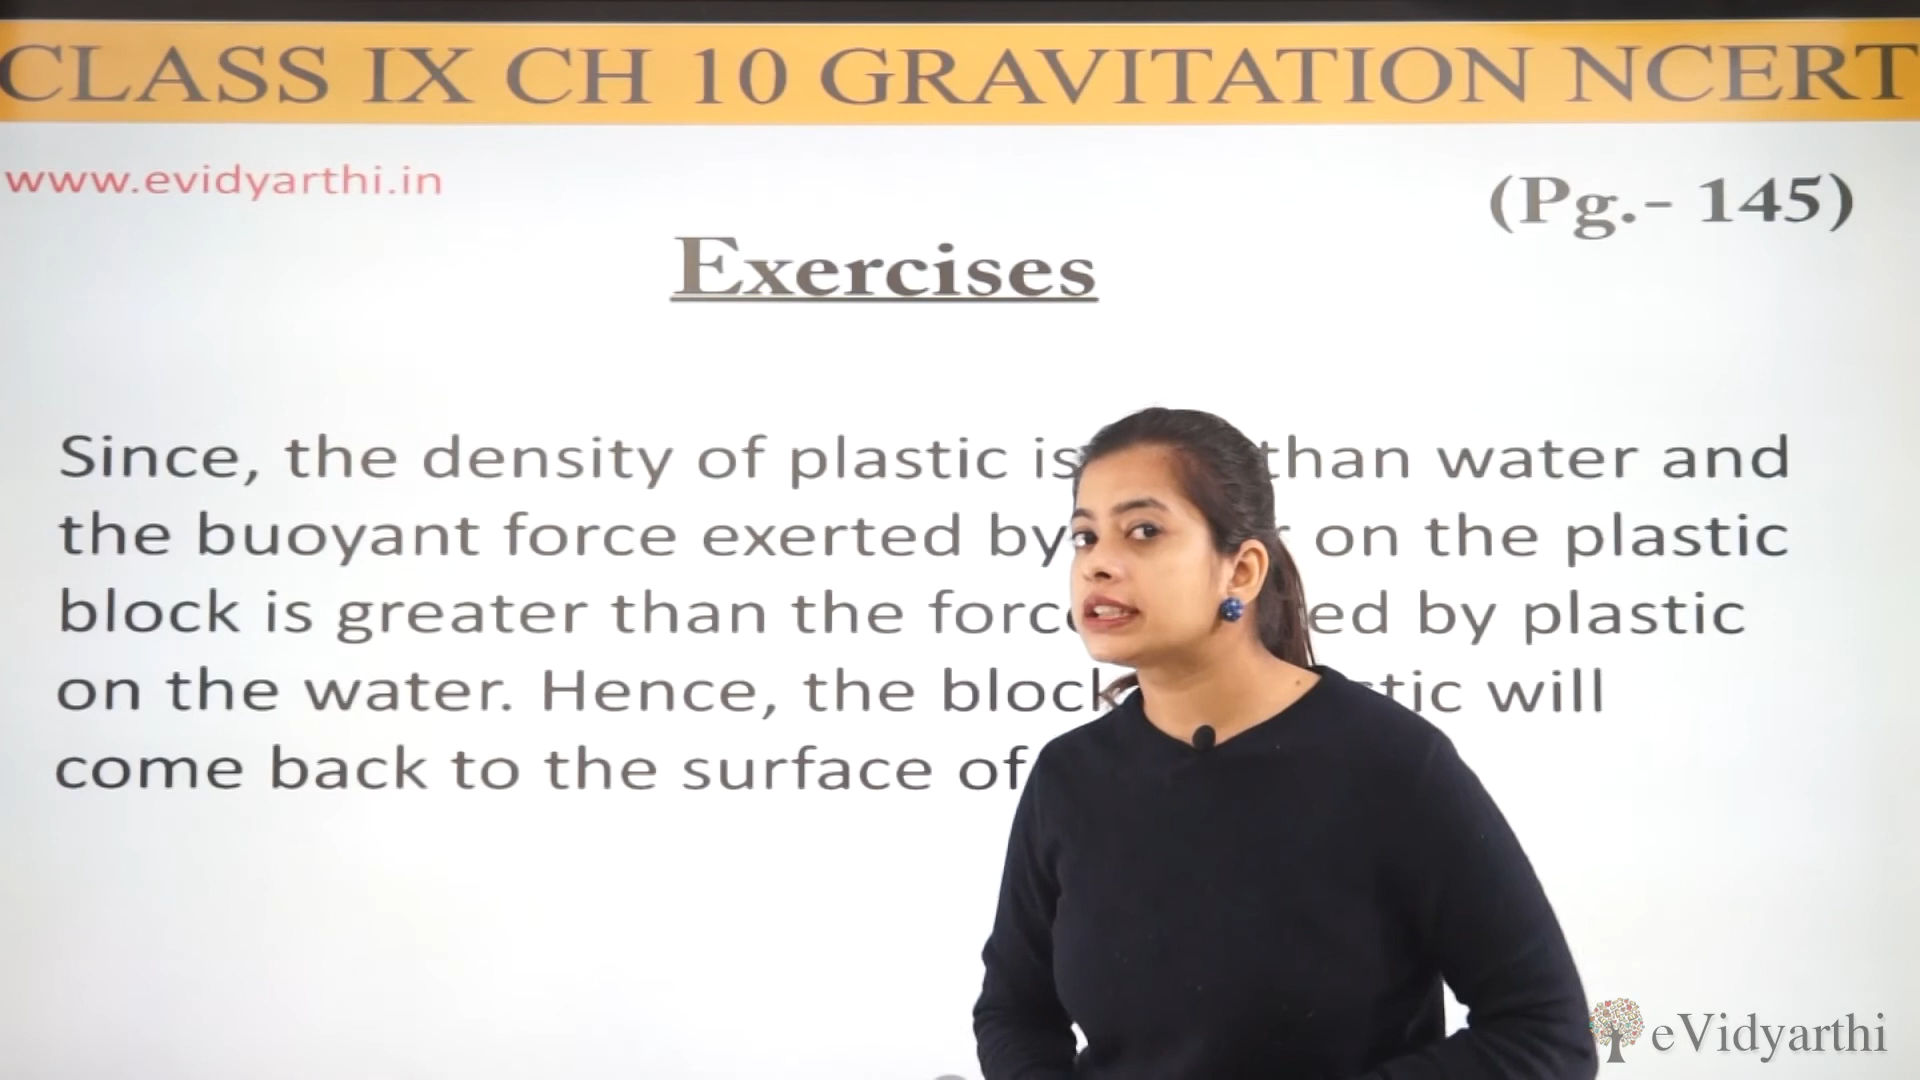 CLASS IX CH 10 GRAVITATION NCERT
www.evidyarthi.in
(Pg.- 145)
Exercises
Since, the density of plastic is than water and
the buoyant force exerted by on the plastic
block is greater than the force by plastic
on the water. Hence, the block will
come back to the surface of
eVidyarthi